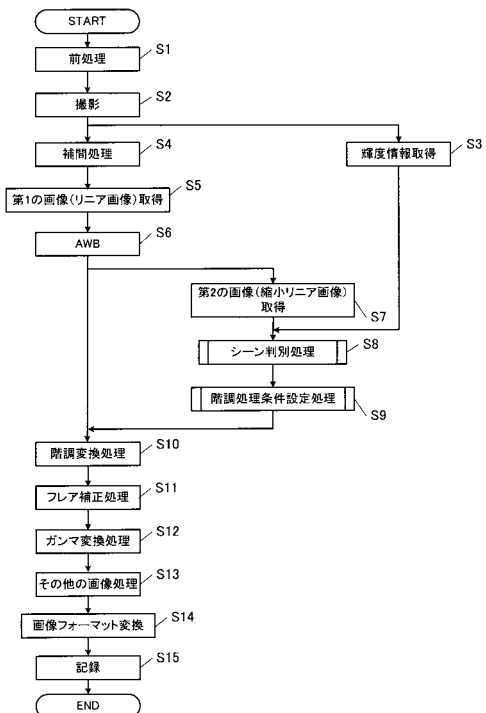 START
前処理
S1
撮影
S2
補間処理
S4
輝度情報取得
S3
第1の画像(リニア画像)取得
S5
AWB
S6
第2の画像(縮小リニア画像)
取得
S7
シーン判別処理
S8
階調処理条件設定処理
S9
階調変換処理
S10
フレア補正処理
S11
ガンマ変換処理
S12
その他の画像処理
S13
画像フォーマット変換
S14
記録
S15
END